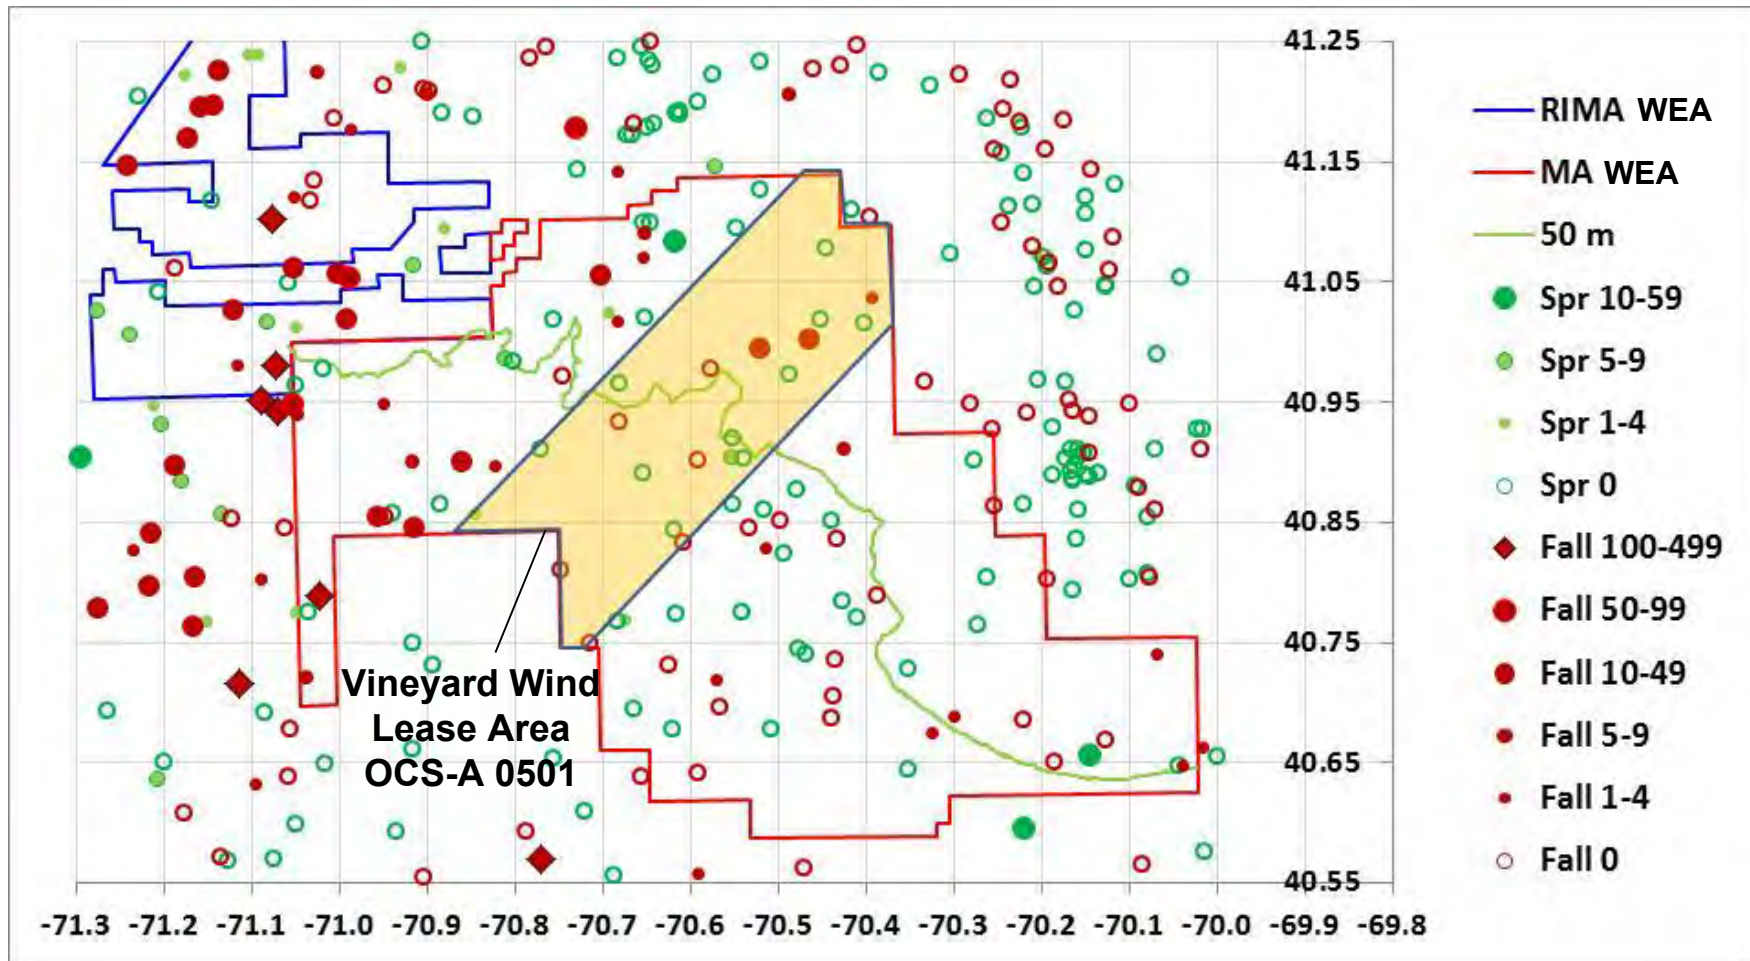 41.25
41.15
41.05
40.95
40.85
40.75
40.65
40.55
-71.3 -71.2 -71.1 -71.0 -70.9 -70.8 -70.7 -70.6 -70.5 -70.4 -70.3 -70.2 -70.1 -70.0 -69.9 -69.8
Vineyard Wind
Lease Area
OCS-A 0501
RIMA WEA
MA WEA
50 m
Spr 10-59
Spr 5-9
Spr 1-4
Spr 0
Fall 100-499
Fall 50-99
Fall 10-49
Fall 5-9
Fall 1-4
Fall 0